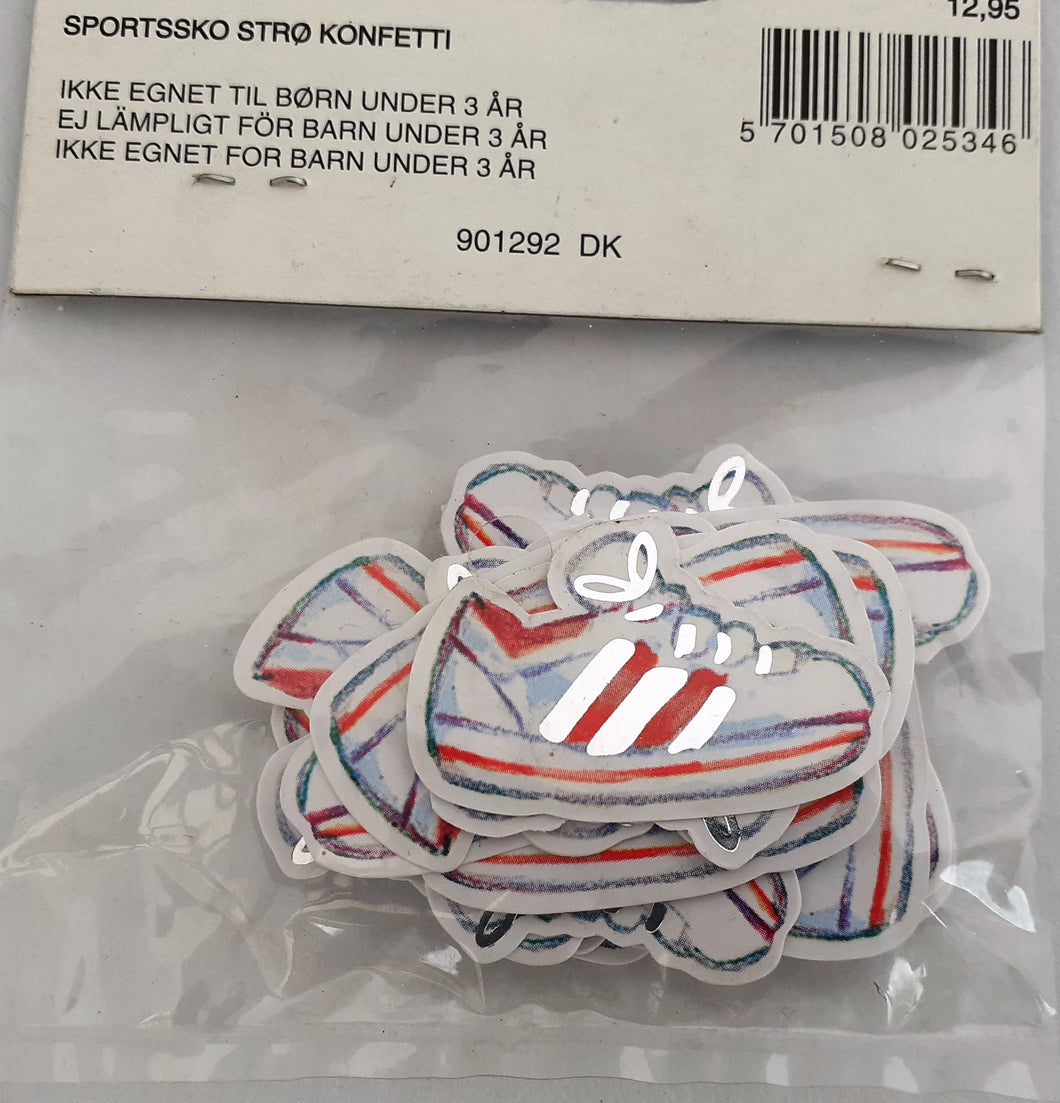 12,95
SPORTSSKO STRØ KONFETTI
IKKE EGNET TIL BØRN UNDER 3 ÅR
EJ LÄMPLIGT FÖR BARN UNDER 3 ÅR
IKKE EGNET FOR BARN UNDER 3 ÅR
5 701508 025346
901292 DK